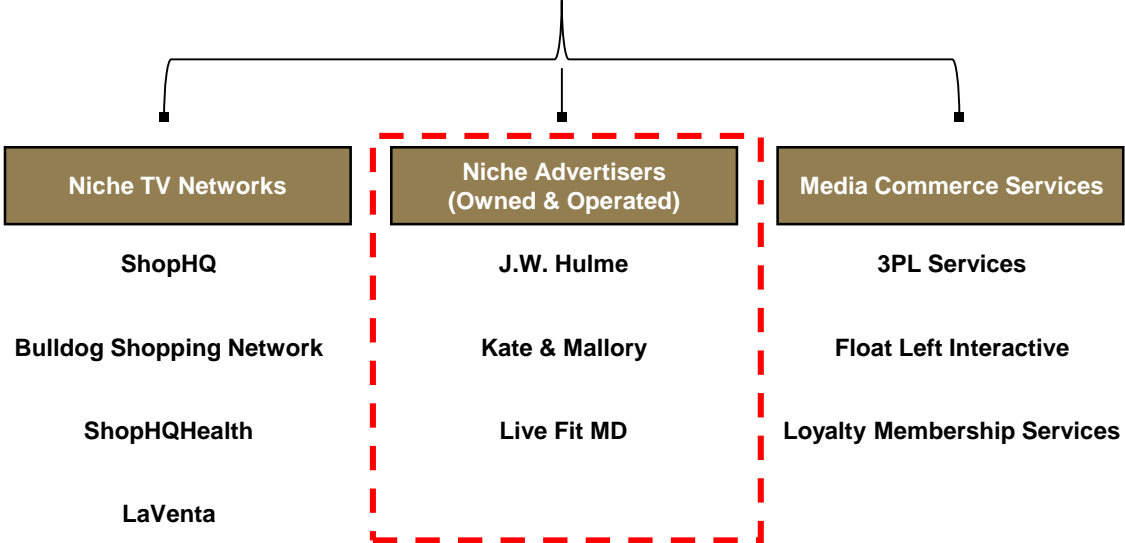 Niche TV Networks
ShopHQ
Bulldog Shopping Network
ShopHQHealth
LaVenta
Niche Advertisers
(Owned & Operated)
J.W. Hulme
Kate & Mallory
Live Fit MD
Media Commerce Services
3PL Services
Float Left Interactive
Loyalty Membership Services